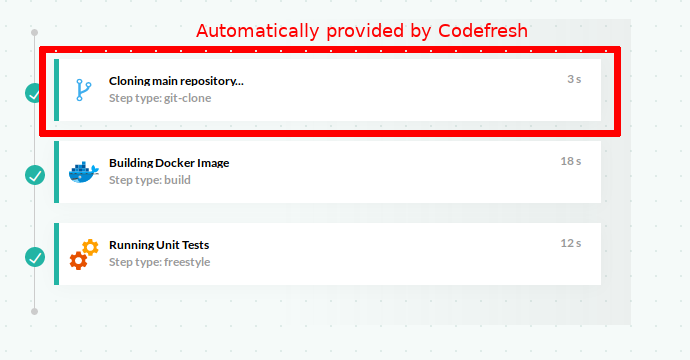 Automatically provided by Codefresh
Cloning main repository...
3 s
Step type: git-clone
Building Docker Image
18 s
Step type: build
Running Unit Tests
12 s
Step type: freestyle